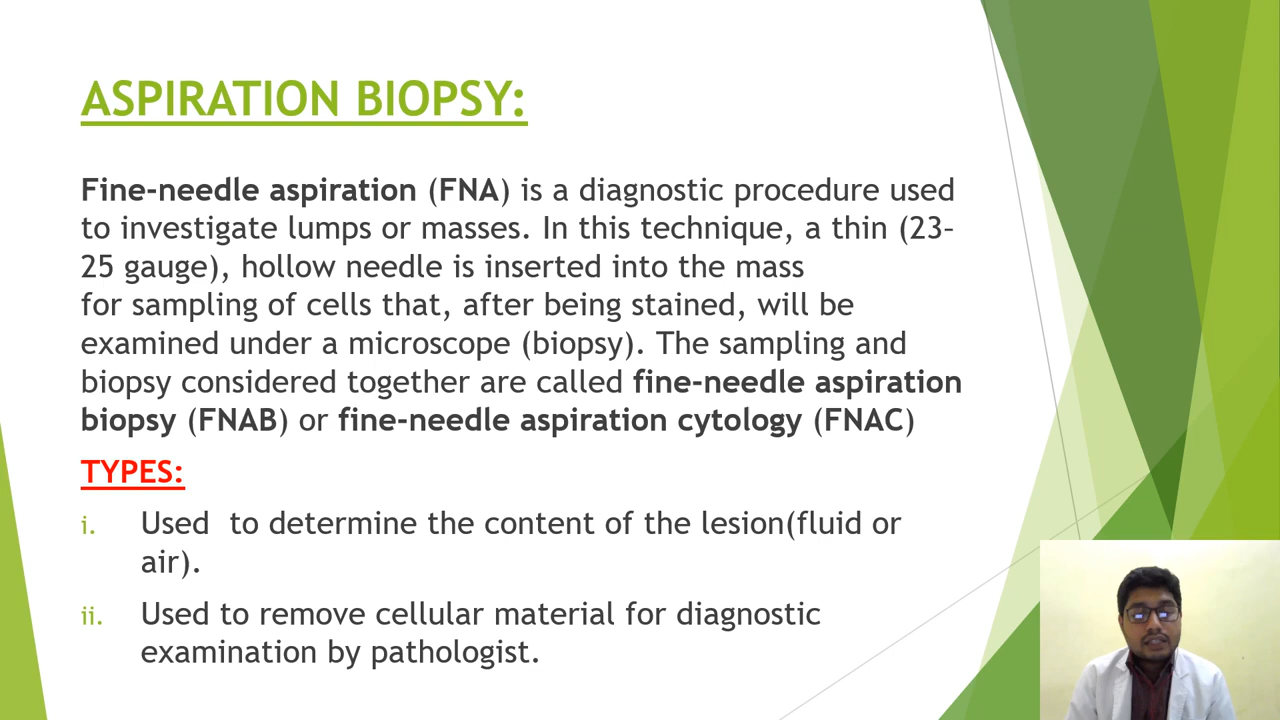 ASPIRATION BIOPSY:
Fine-needle aspiration (FNA) is a diagnostic procedure used
to investigate lumps or masses. In this technique, a thin (23–
25 gauge), hollow needle is inserted into the mass
for sampling of cells that, after being stained, will be
examined under a microscope (biopsy). The sampling and
biopsy considered together are called fine-needle aspiration
biopsy (FNAB) or fine-needle aspiration cytology (FNAC)
TYPES:
i. Used  to determine the content of the lesion(fluid or
air).
ii. Used to remove cellular material for diagnostic
examination by pathologist.